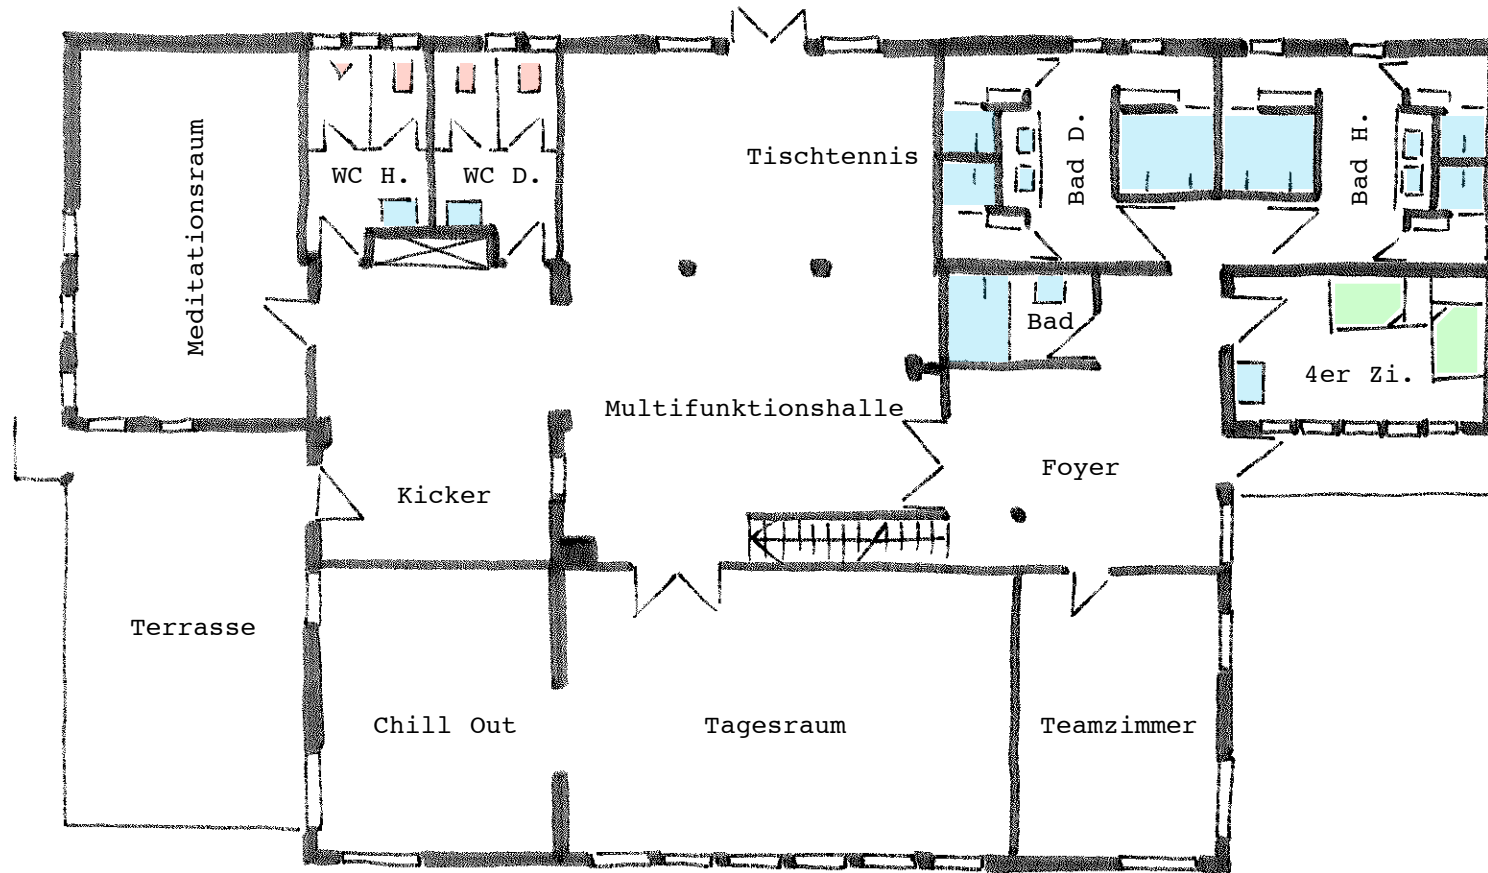 Meditationsraum
WC H.
WC D.
Tischtennis
Bad D.
Bad H.
Bad
4er Zi.
Multifunktionshalle
Kicker
Foyer
Terrasse
Chill Out
Tagesraum
Teamzimmer